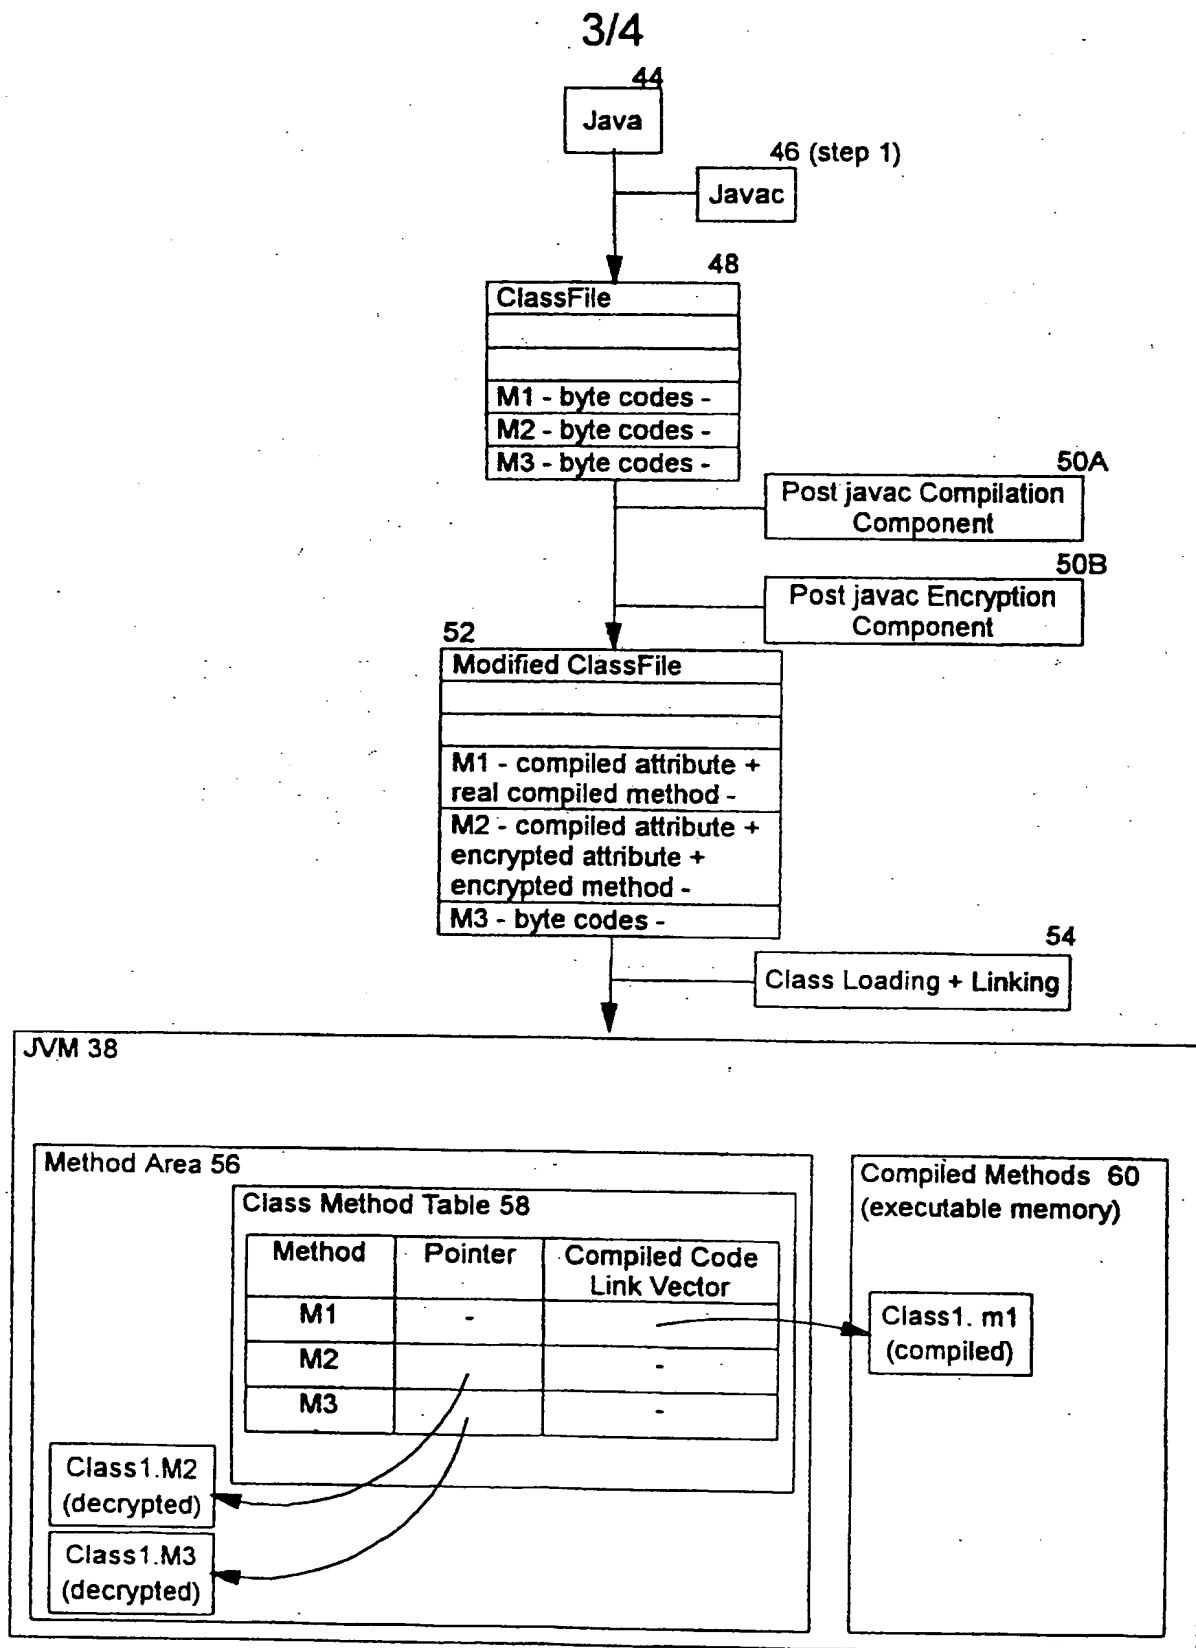 3/4
44
Java
46 (step 1)
Javac
48
ClassFile
M1 - byte codes -
M2 - byte codes -
M3 - byte codes -
50A
Post javac Compilation
Component
50B
Post javac Encryption
Component
52
Modified ClassFile
M1 - compiled attribute +
real compiled method -
M2 - compiled attribute +
encrypted attribute +
encrypted method -
M3 - byte codes -
54
Class Loading + Linking
JVM 38
Method Area 56
Class Method Table 58
Method Pointer Compiled Code
Link Vector
M1 -
M2 -
M3 -
Class1.M2
(decrypted)
Class1.M3
(decrypted)
Compiled Methods 60
(executable memory)
Class1. m1
(compiled)